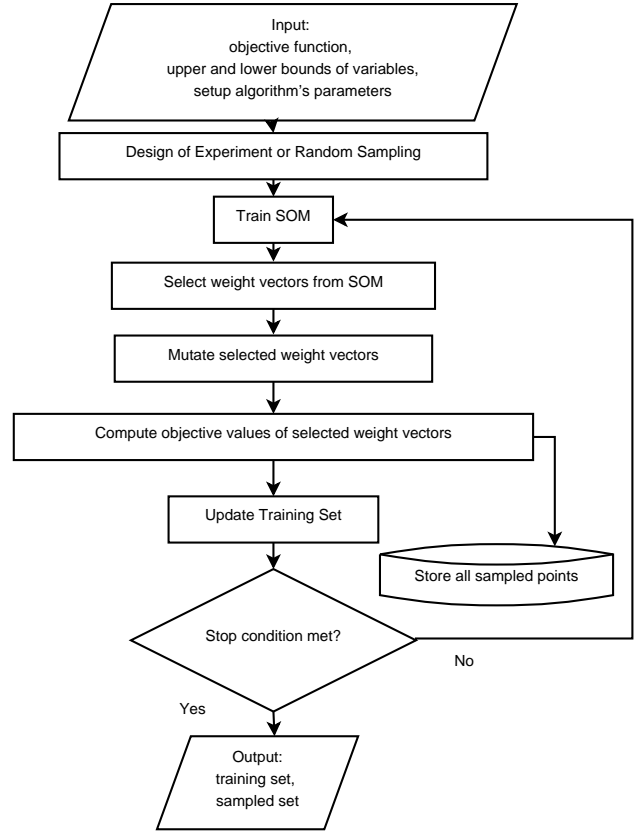 Input:
objective function,
upper and lower bounds of variables,
setup algorithm's parameters
Design of Experiment or Random Sampling
Train SOM
Select weight vectors from SOM
Mutate selected weight vectors
Compute objective values of selected weight vectors
Update Training Set
Store all sampled points
Stop condition met?
No
Yes
Output:
training set,
sampled set